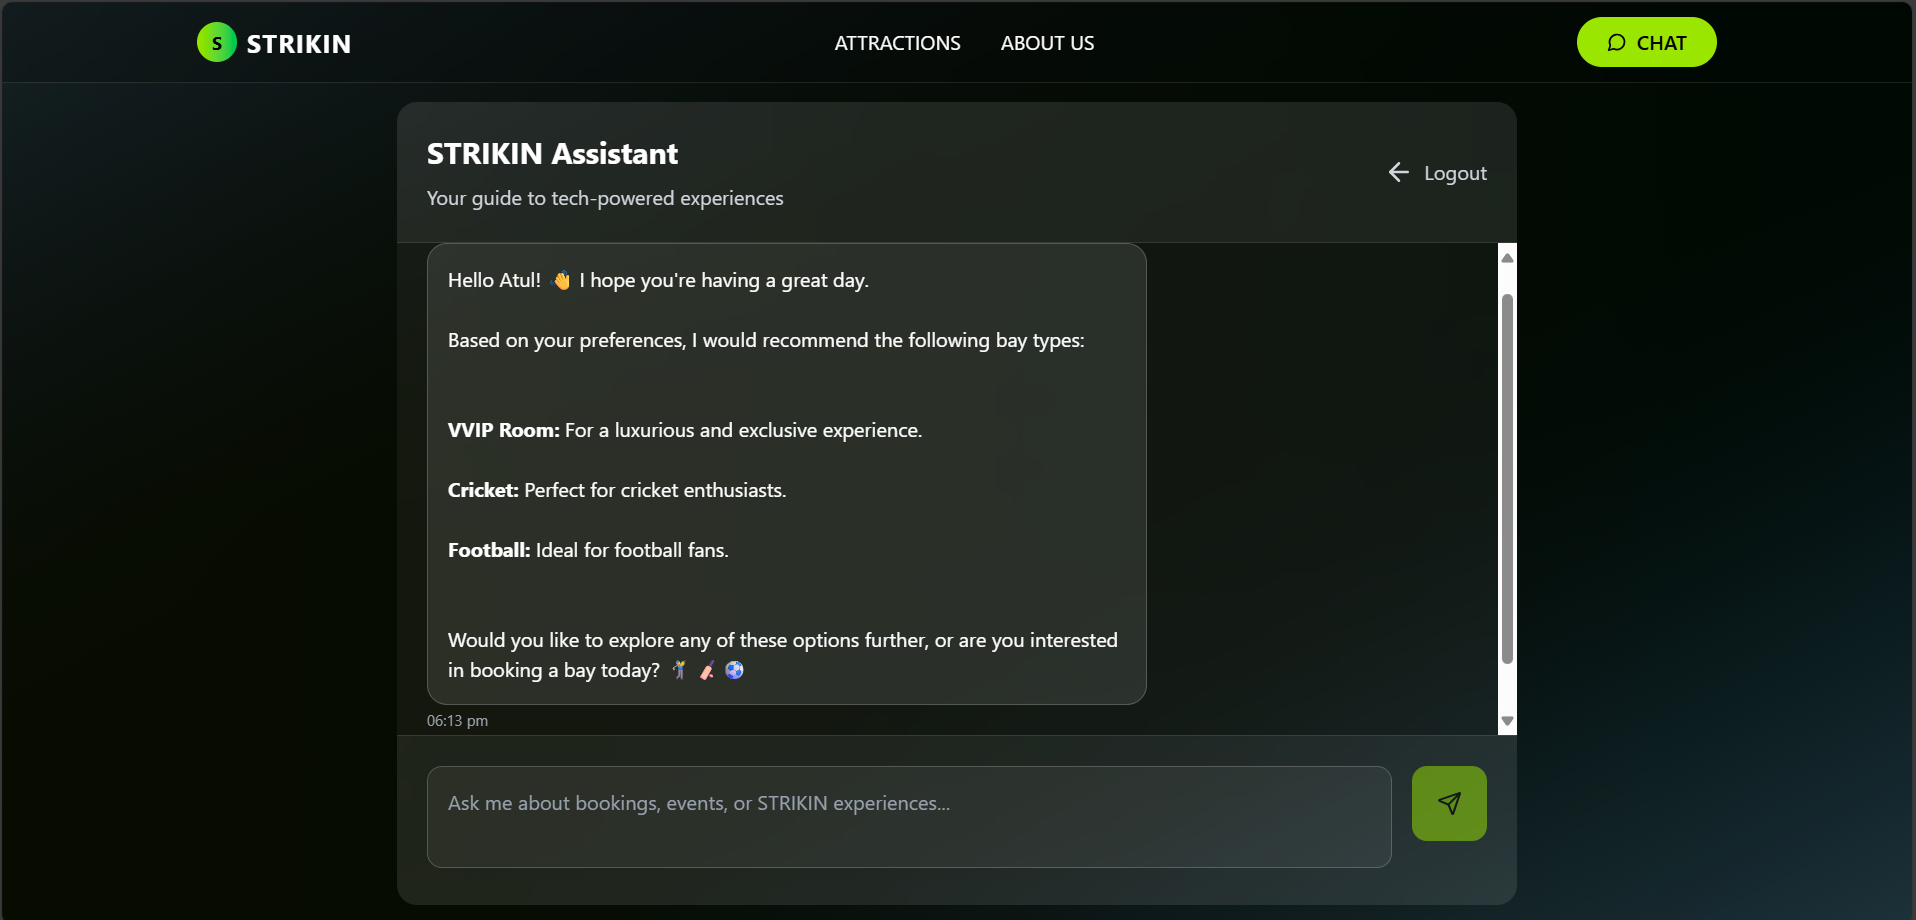 S STRIKIN
ATTRACTIONS
ABOUT US
CHAT
STRIKIN Assistant
Your guide to tech-powered experiences
Logout
Hello Atul! 👋 I hope you're having a great day.
Based on your preferences, I would recommend the following bay types:
VVIP Room: For a luxurious and exclusive experience.
Cricket: Perfect for cricket enthusiasts.
Football: Ideal for football fans.
Would you like to explore any of these options further, or are you interested
in booking a bay today? 🏌️ 🏏 ⚽
06:13 pm
Ask me about bookings, events, or STRIKIN experiences...